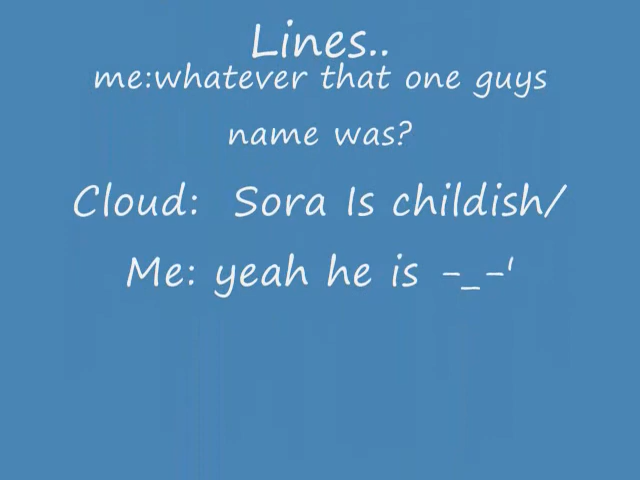 Lines..
me:whatever that one guys
name was?
Cloud:  Sora Is childish/
Me: yeah he is -_-'